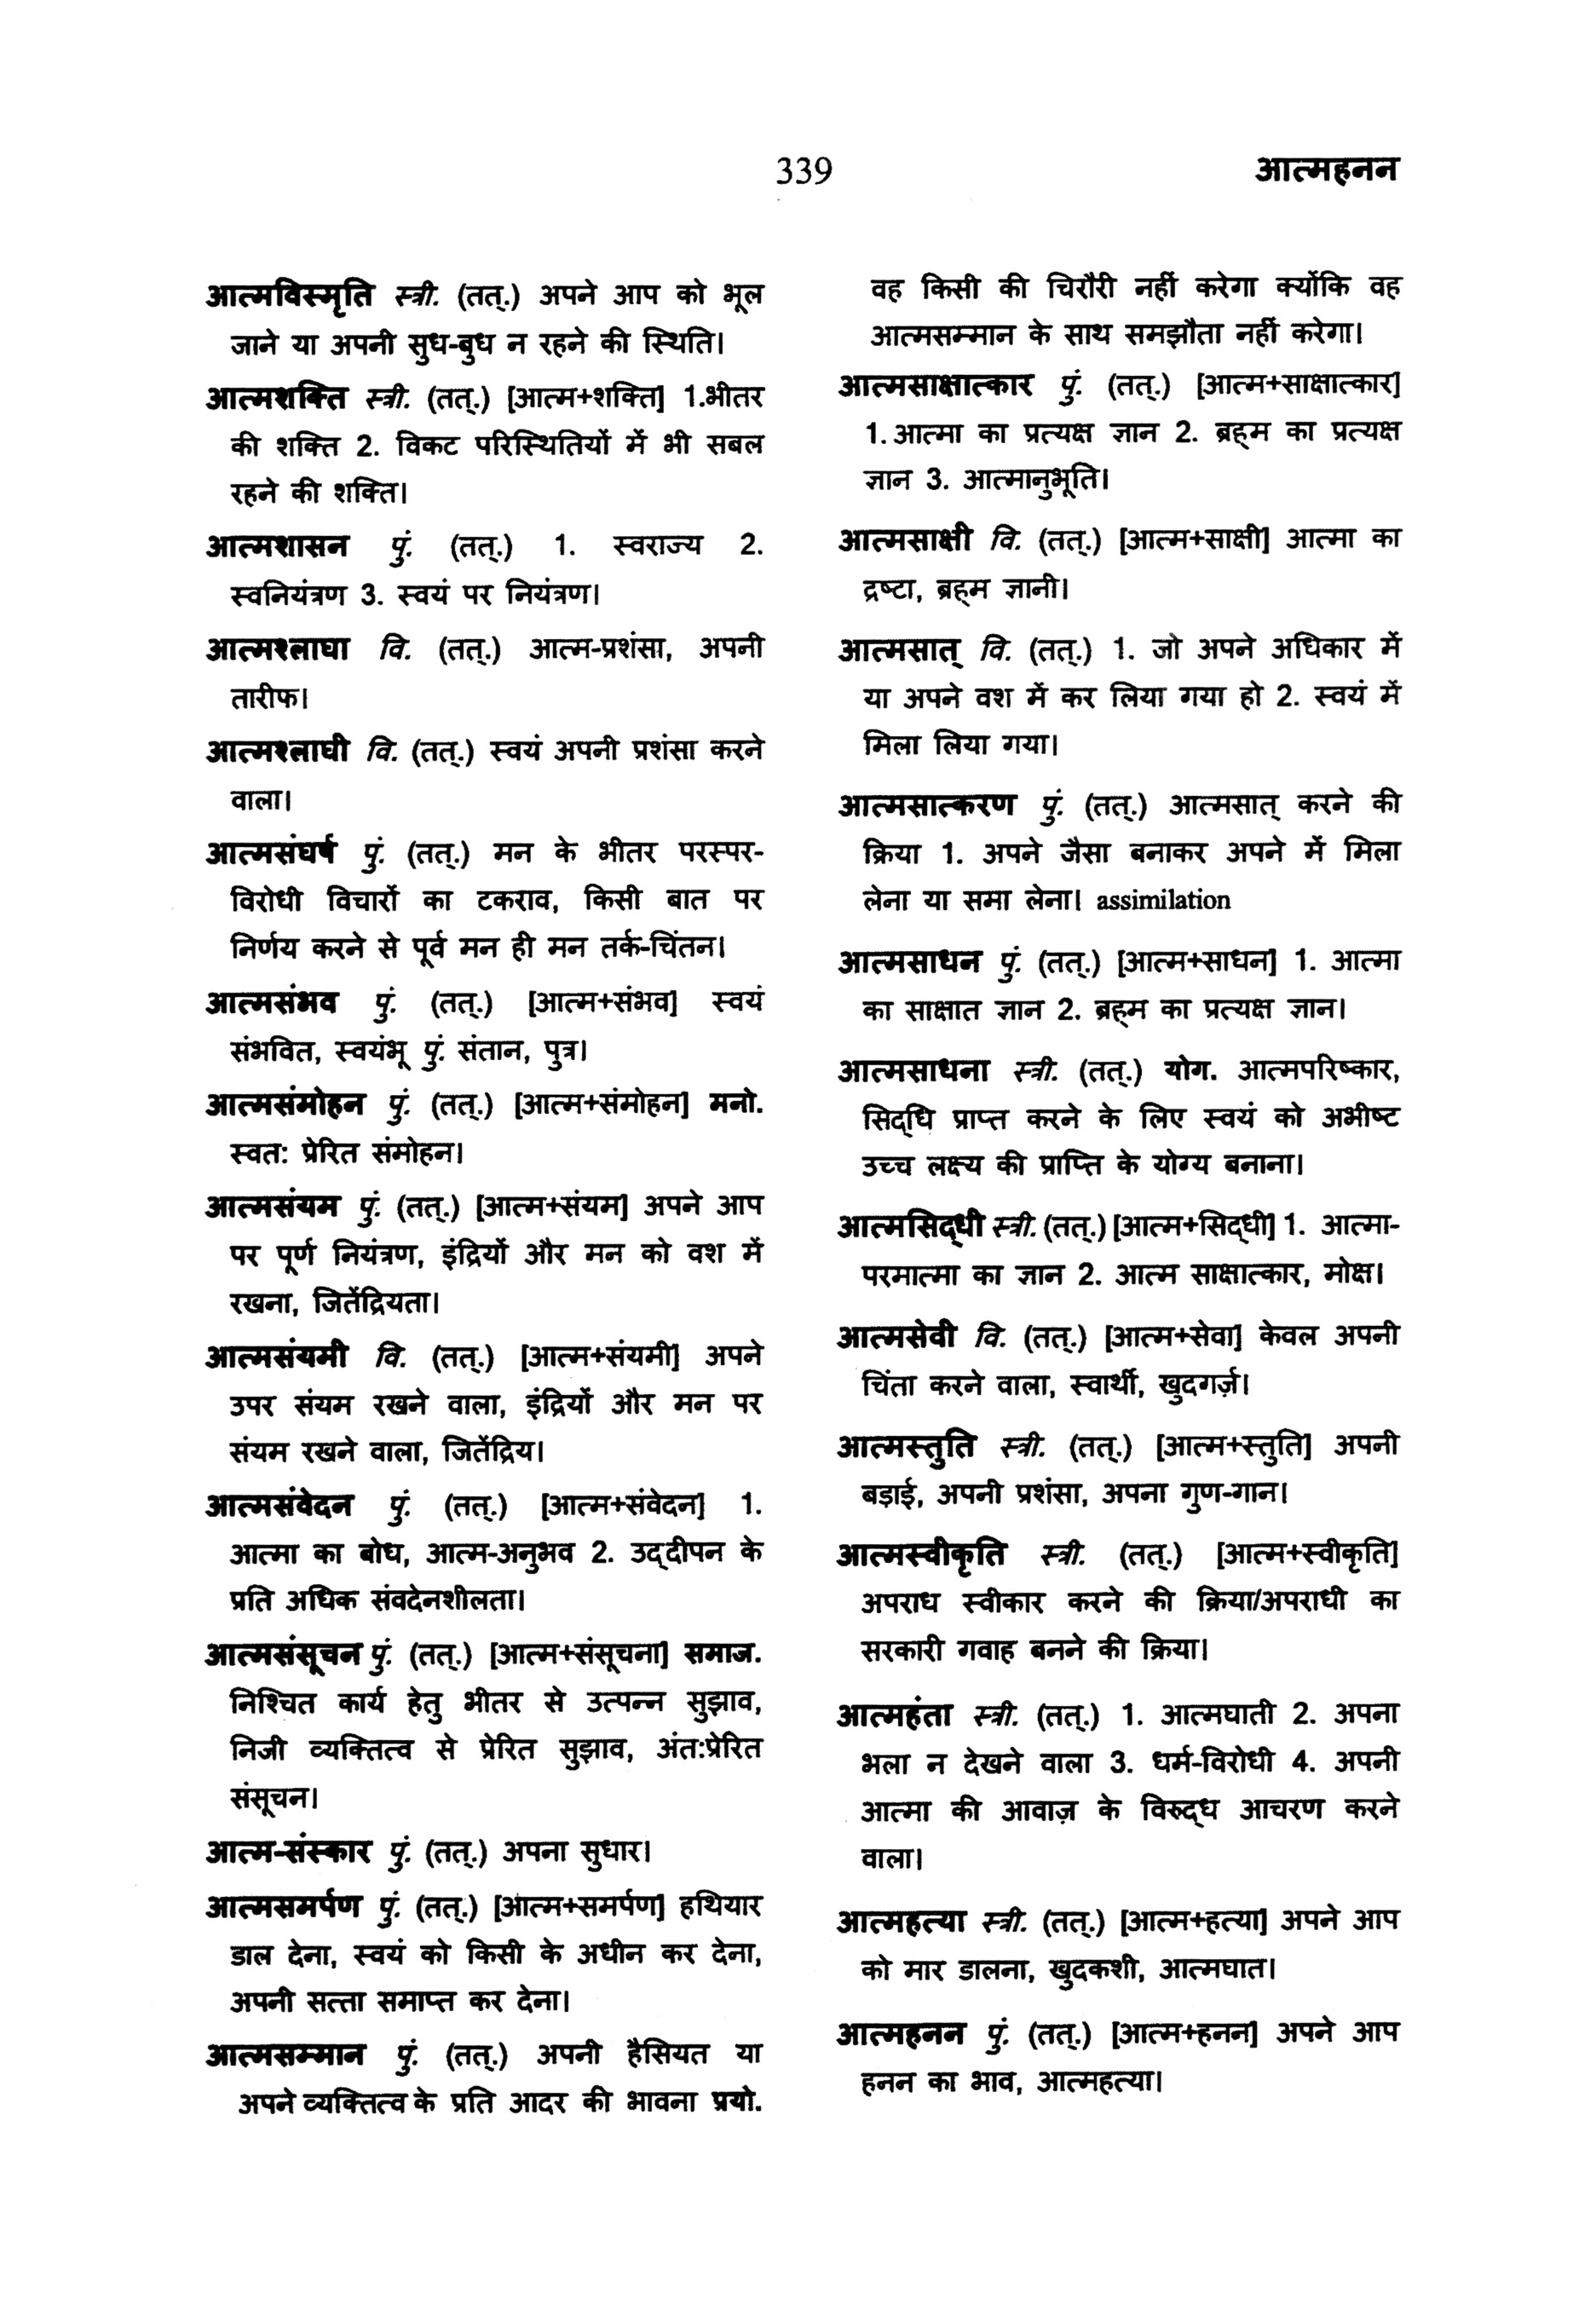 339
आत्महनन
आत्मविस्मृति स्त्री. (तत्.) अपने आप को भूल
जाने या अपनी सुध-बुध न रहने की स्थिति।
आत्मशक्ति स्त्री. (तत्.) [आत्म+शक्ति] 1.भीतर
की शक्ति 2. विकट परिस्थितियों में भी सबल
रहने की शक्ति।
आत्मशासन पुं. (तत्.) 1. स्वराज्य 2.
स्वनियंत्रण 3. स्वयं पर नियंत्रण।
आत्मश्लाघा वि. (तत्.) आत्म-प्रशंसा, अपनी
तारीफ।
आत्मश्लाघी वि. (तत्.) स्वयं अपनी प्रशंसा करने
वाला।
आत्मसंघर्ष पुं. (तत्.) मन के भीतर परस्पर-
विरोधी विचारों का टकराव, किसी बात पर
निर्णय करने से पूर्व मन ही मन तर्क-चिंतन।
आत्मसंभव पुं. (तत्.) [आत्म+संभव] स्वयं
संभवित, स्वयंभू पुं. संतान, पुत्र।
आत्मसंमोहन पुं. (तत्.) [आत्म+संमोहन] मनो.
स्वत: प्रेरित संमोहन।
आत्मसंयम पुं. (तत्.) [आत्म+संयम] अपने आप
पर पूर्ण नियंत्रण, इंद्रियों और मन को वश में
रखना, जितेंद्रियता।
आत्मसंयमी वि. (तत्.) [आत्म+संयमी] अपने
उपर संयम रखने वाला, इंद्रियों और मन पर
संयम रखने वाला, जितेंद्रिय।
आत्मसंवेदन पुं. (तत्.) [आत्म+संवेदन] 1.
आत्मा का बोध, आत्म-अनुभव 2. उद्‌दीपन के
प्रति अधिक संवदेनशीलता।
आत्मसंसूचन पुं. (तत्.) [आत्म+संसूचना] समाज.
निश्चित कार्य हेतु भीतर से उत्पन्न सुझाव,
निजी व्यक्तित्व से प्रेरित सुझाव, अंत:प्रेरित
संसूचन।
आत्म-संस्कार पुं. (तत्.) अपना सुधार।
आत्मसमर्पण पुं. (तत्.) [आत्म+समर्पण] हथियार
डाल देना, स्वयं को किसी के अधीन कर देना,
अपनी सत्ता समाप्त कर देना।
आत्मसम्मान पुं. (तत्.) अपनी हैसियत या
अपने व्यक्तित्व के प्रति आदर की भावना प्रयो.
वह किसी की चिरौरी नहीं करेगा क्योंकि वह
आत्मसम्मान के साथ समझौता नहीं करेगा।
आत्मसाक्षात्कार पुं. (तत्.) [आत्म+साक्षात्कार]
1. आत्मा का प्रत्यक्ष ज्ञान 2. ब्रह्‌म का प्रत्यक्ष
ज्ञान 3. आत्मानुभूति।
आत्मसाक्षी वि. (तत्.) [आत्म+साक्षी] आत्मा का
द्रष्टा, ब्रह्‌म ज्ञानी।
आत्मसात् वि. (तत्.) 1. जो अपने अधिकार में
या अपने वश में कर लिया गया हो 2. स्वयं में
मिला लिया गया।
आत्मसात्करण पुं. (तत्.) आत्मसात् करने की
क्रिया 1. अपने जैसा बनाकर अपने में मिला
लेना या समा लेना। assimilation
आत्मसाधन पुं. (तत्.) [आत्म+साधन] 1. आत्मा
का साक्षात ज्ञान 2. ब्रह्‌म का प्रत्यक्ष ज्ञान।
आत्मसाधना स्त्री. (तत्.) योग. आत्मपरिष्कार,
सिद्‌धि प्राप्त करने के लिए स्वयं को अभीष्ट
उच्च लक्ष्य की प्राप्ति के योग्य बनाना।
आत्मसिद्‌धी स्त्री. (तत्.) [आत्म+सिद्‌धी] 1. आत्मा-
परमात्मा का ज्ञान 2. आत्म साक्षात्कार, मोक्ष।
आत्मसेवी वि. (तत्.) [आत्म+सेवा] केवल अपनी
चिंता करने वाला, स्वार्थी, खुदगर्ज़।
आत्मस्तुति स्त्री. (तत्.) [आत्म+स्तुति] अपनी
बड़ाई, अपनी प्रशंसा, अपना गुण-गान।
आत्मस्वीकृति स्त्री. (तत्.) [आत्म+स्वीकृति]
अपराध स्वीकार करने की क्रिया/अपराधी का
सरकारी गवाह बनने की क्रिया।
आत्महंता स्त्री. (तत्.) 1. आत्मघाती 2. अपना
भला न देखने वाला 3. धर्म-विरोधी 4. अपनी
आत्मा की आवाज़ के विरुद्‌ध आचरण करने
वाला।
आत्महत्या स्त्री. (तत्.) [आत्म+हत्या] अपने आप
को मार डालना, खुदकशी, आत्मघात।
आत्महनन पुं. (तत्.) [आत्म+हनन] अपने आप
हनन का भाव, आत्महत्या।